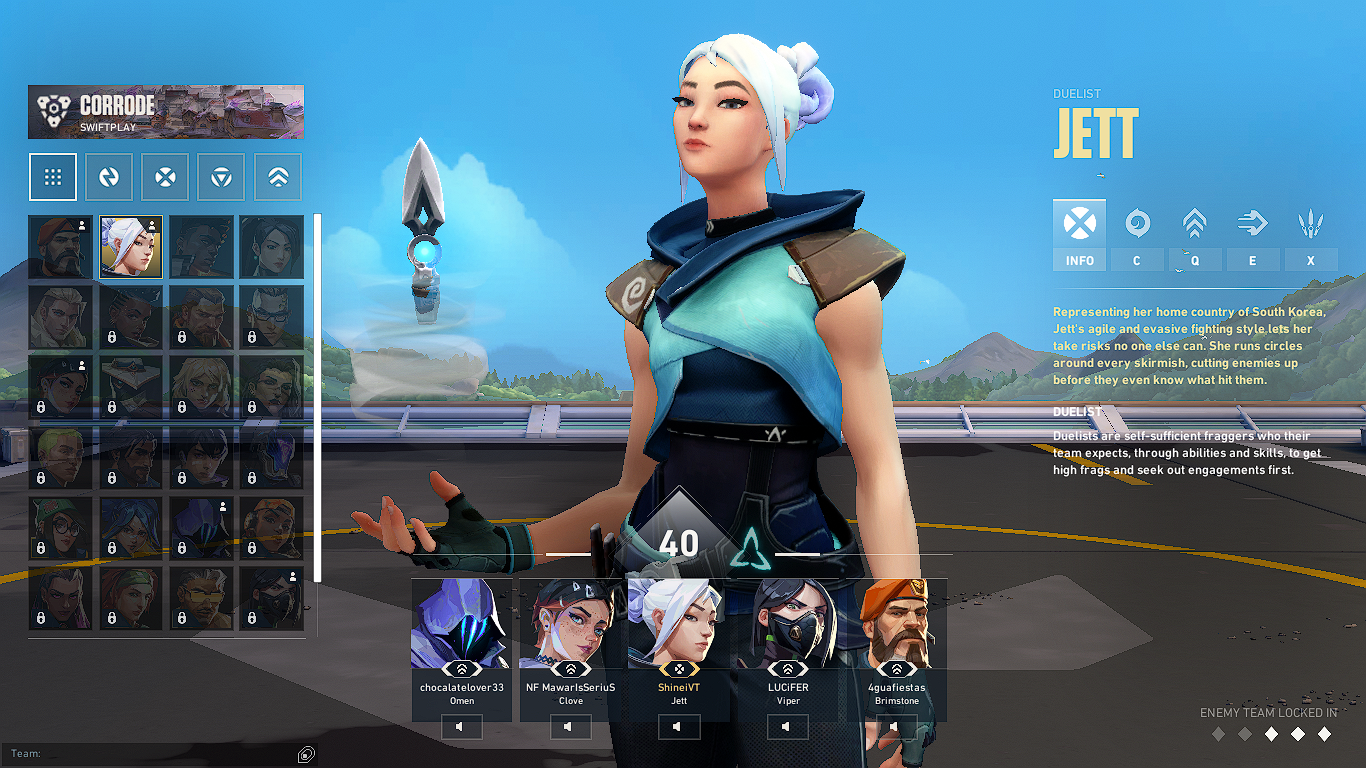 CORRODE
SWIFTPLAY
DUELIST
JETT
INFO
C
Q
E
X
Representing her home country of South Korea,
Jett's agile and evasive fighting style lets her
take risks no one else can. She runs circles
around every skirmish, cutting enemies up
before they even know what hit them.
DUELIST
Duelists are self-sufficient fraggers who their
team expects, through abilities and skills, to get
high frags and seek out engagements first.
40
chocalatelover33
Omen
NF MawarIsSeriuS
Clove
ShineiVT
Jett
LUCiFER
Viper
4guafiestas
Brimstone
ENEMY TEAM LOCKED IN
Team: